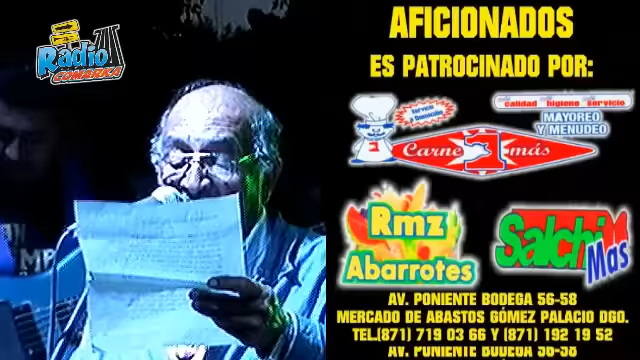 Radio
COMARKA
AFICIONADOS
ES PATROCINADO POR:
Servicio
a Domicilio
calidad higiene servicio
MAYOREO
Y MENUDEO
Carne 1 más
Rmz
Abarrotes
Salchi
Mas
AV. PONIENTE BODEGA 56-58
MERCADO DE ABASTOS GÓMEZ PALACIO DGO.
TEL.(871) 719 03 66 Y (871) 192 19 52
AV. PONIENTE BODEGA 56-58